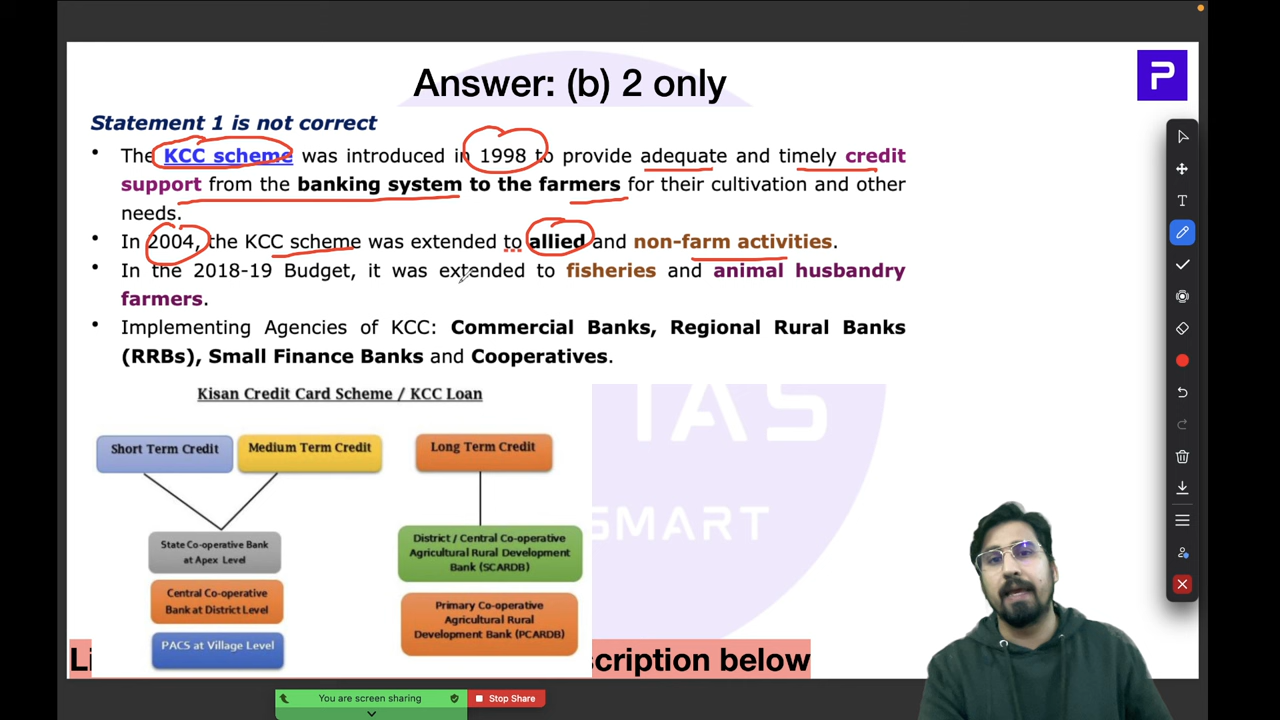 Answer: (b) 2 only
P
Statement 1 is not correct
• The KCC scheme was introduced in 1998 to provide adequate and timely credit
support from the banking system to the farmers for their cultivation and other
needs.
• In 2004, the KCC scheme was extended to allied and non-farm activities.
• In the 2018-19 Budget, it was extended to fisheries and animal husbandry
farmers.
• Implementing Agencies of KCC: Commercial Banks, Regional Rural Banks
(RRBs), Small Finance Banks and Cooperatives.
Kisan Credit Card Scheme / KCC Loan
Short Term Credit
Medium Term Credit
Long Term Credit
State Co-operative Bank
at Apex Level
Central Co-operative
Bank at District Level
PACS at Village Level
District / Central Co-operative
Agricultural Rural Development
Bank (SCARDB)
Primary Co-operative
Agricultural Rural
Development Bank (PCARDB)
IAS
SMART
Li
scription below
T
You are screen sharing
Stop Share